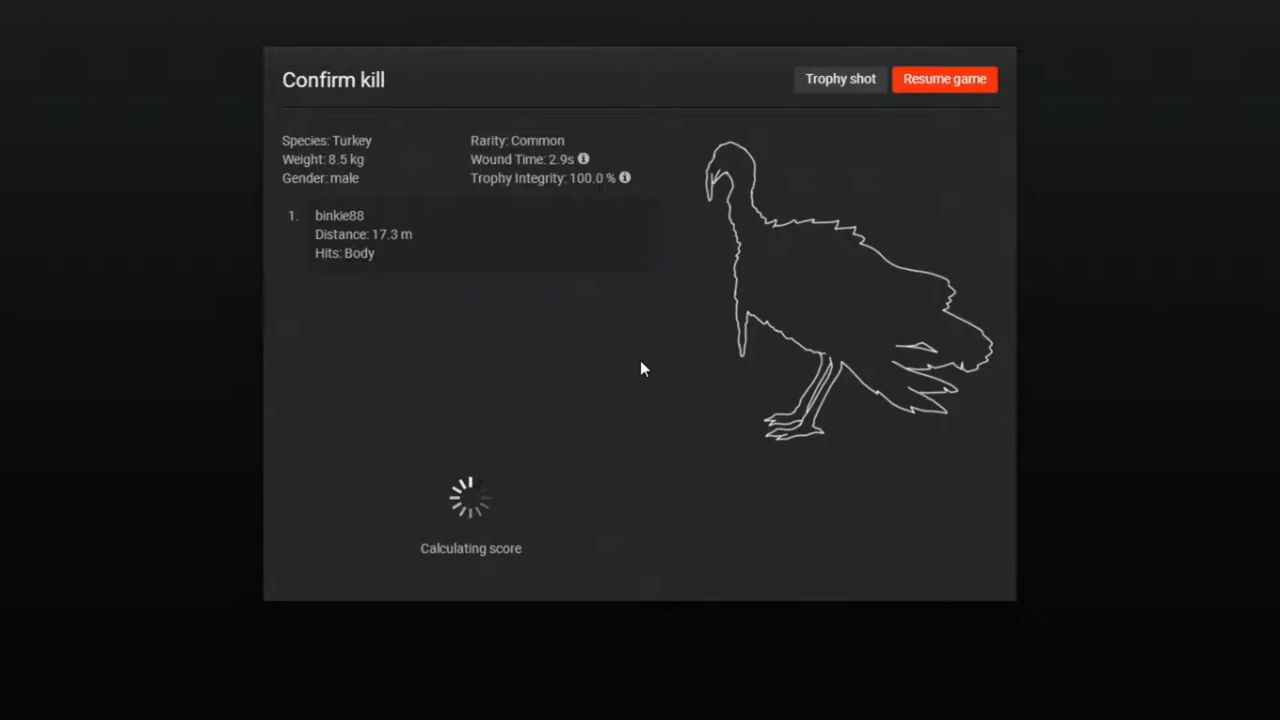 Confirm kill
Trophy shot
Resume game
Species: Turkey
Weight: 8.5 kg
Gender: male
Rarity: Common
Wound Time: 2.9s
Trophy Integrity: 100.0 %
1. binkie88
Distance: 17.3 m
Hits: Body
Calculating score